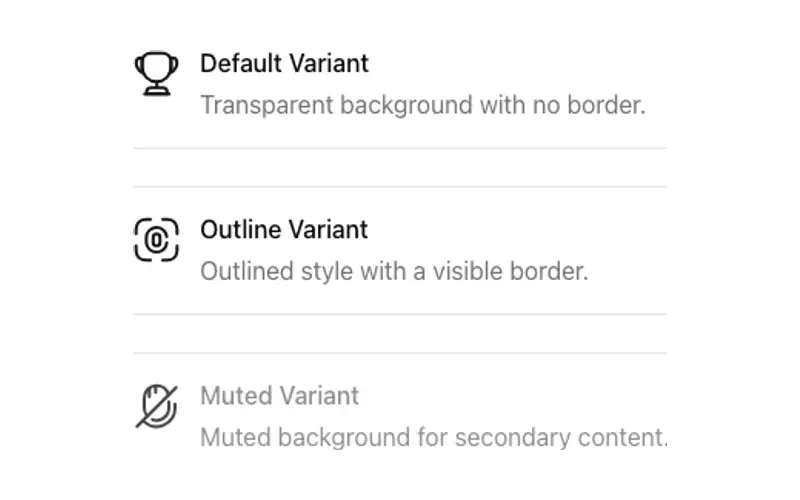 Default Variant
Transparent background with no border.
Outline Variant
Outlined style with a visible border.
Muted Variant
Muted background for secondary content.